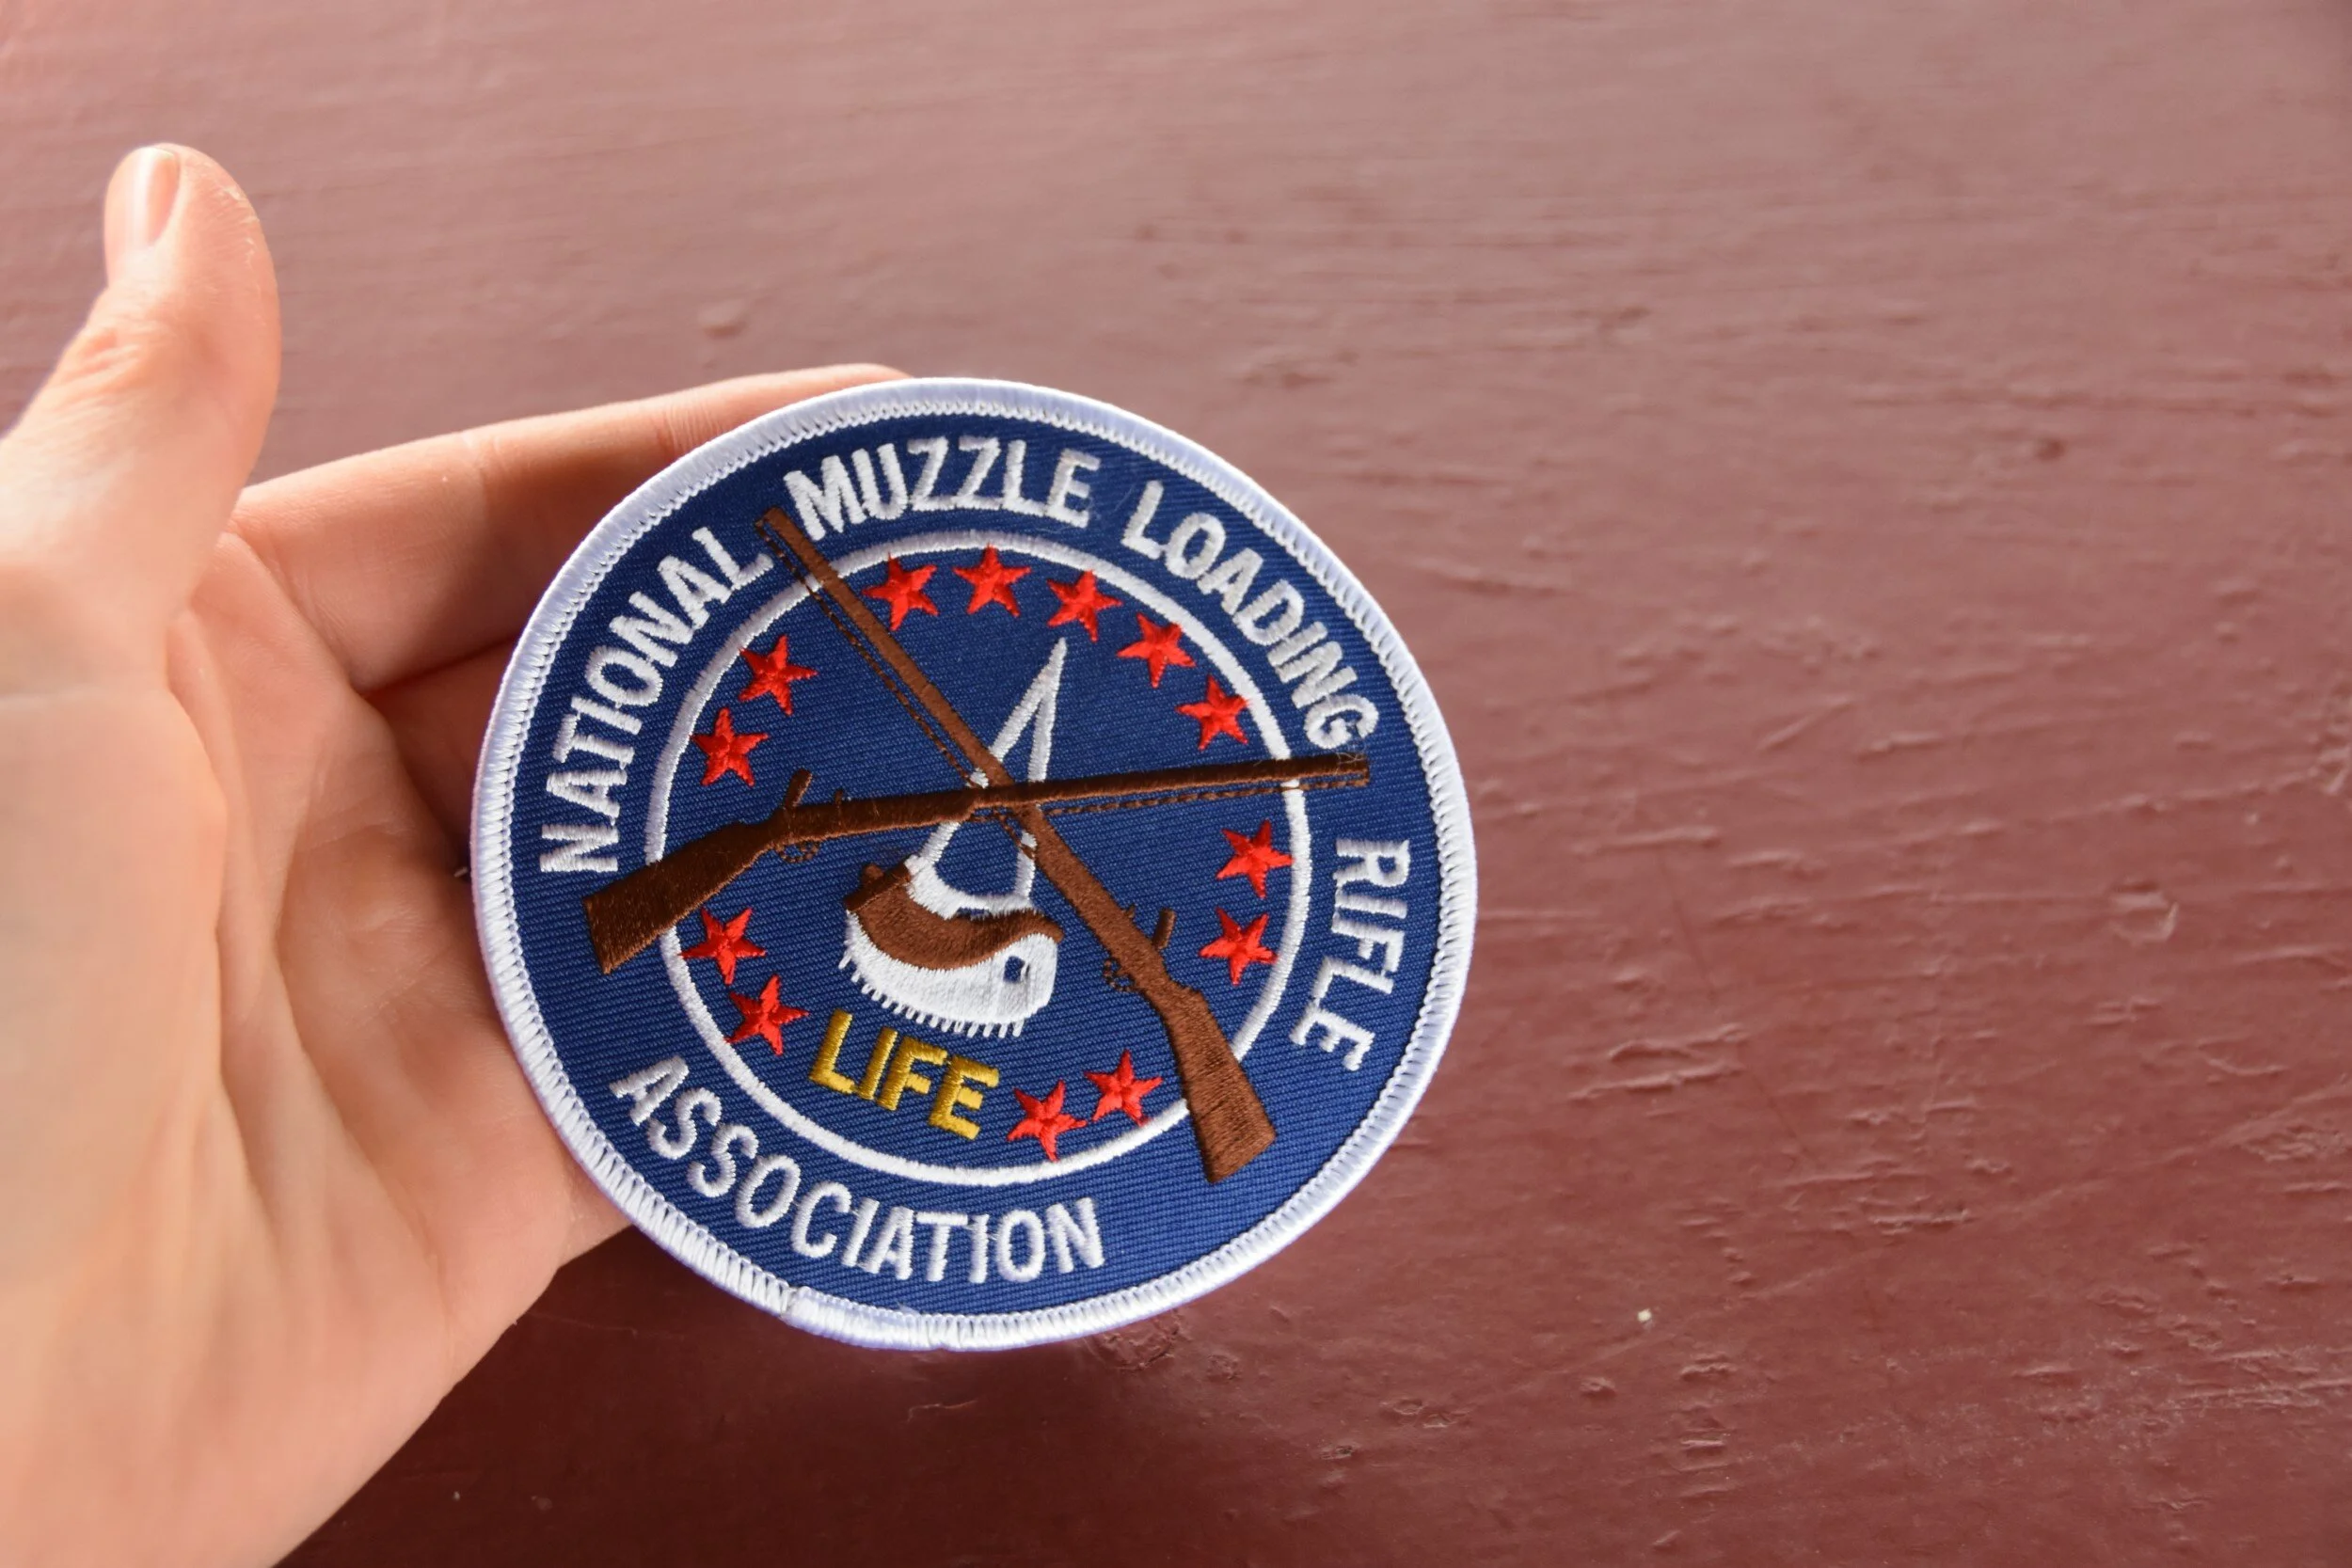 NATIONAL MUZZLE LOADING RIFLE
ASSOCIATION
LIFE